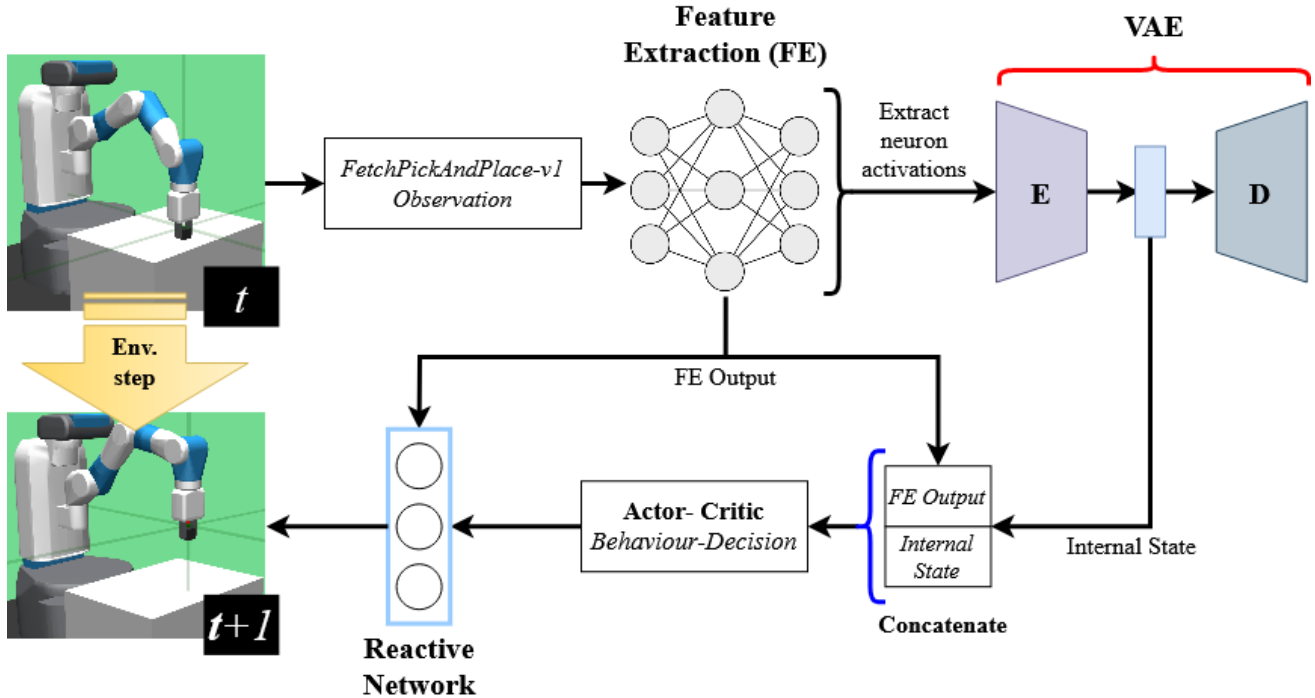 Feature
Extraction (FE)
VAE
FetchPickAndPlace-v1
Observation
Extract
neuron
activations
E
D
t
Env.
step
FE Output
Actor- Critic
Behaviour-Decision
FE Output
Internal
State
Internal State
Concatenate
t+1
Reactive
Network